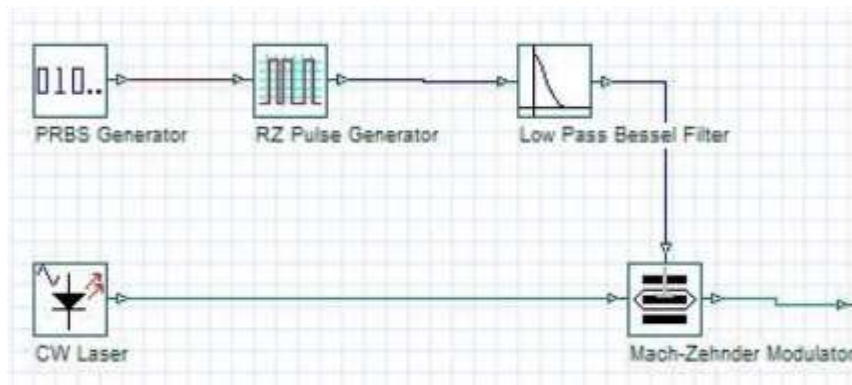 010..
PRBS Generator
RZ Pulse Generator
Low Pass Bessel Filter
CW Laser
Mach-Zehnder Modulator